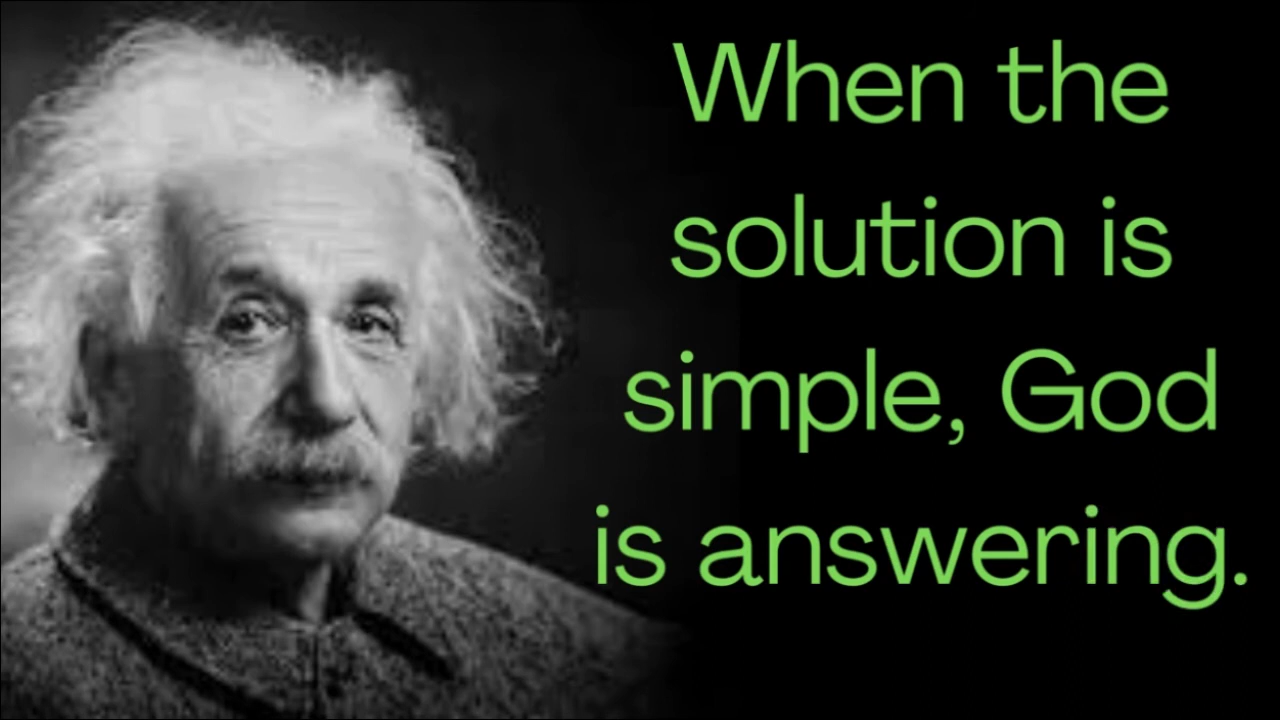 When the
solution is
simple, God
is answering.